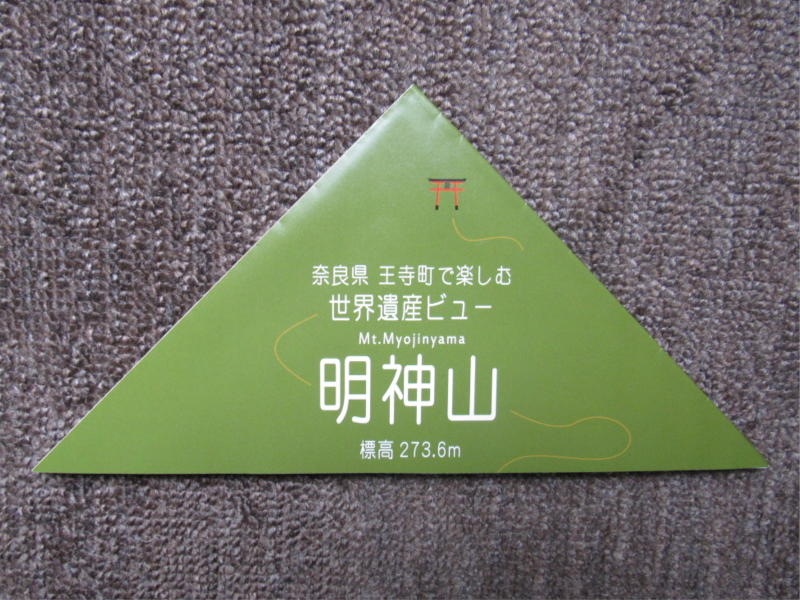 奈良県 王寺町で楽しむ
世界遺産ビュー
Mt.Myojinyama
明神山
標高 273.6m